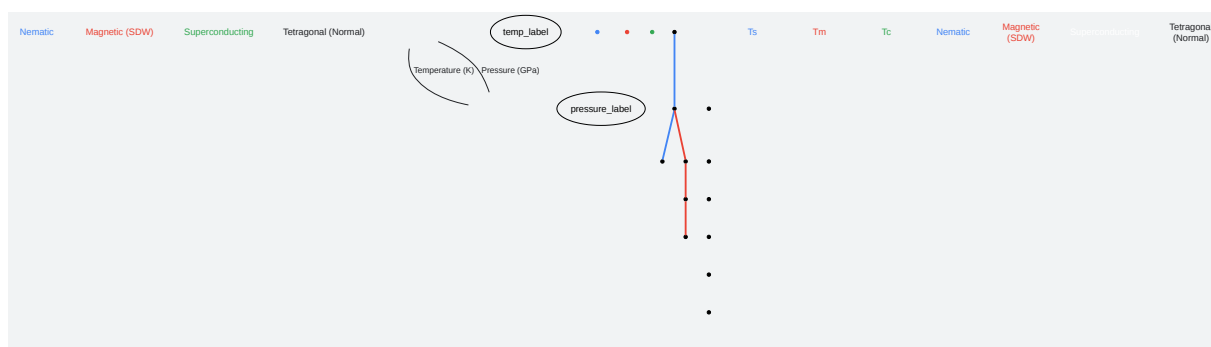 Nematic
Magnetic (SDW)
Superconducting
Tetragonal (Normal)
temp_label
Ts
Tm
Tc
Nematic
Magnetic
(SDW)
Superconducting
Tetragona
(Normal)
Temperature (K)
Pressure (GPa)
pressure_label